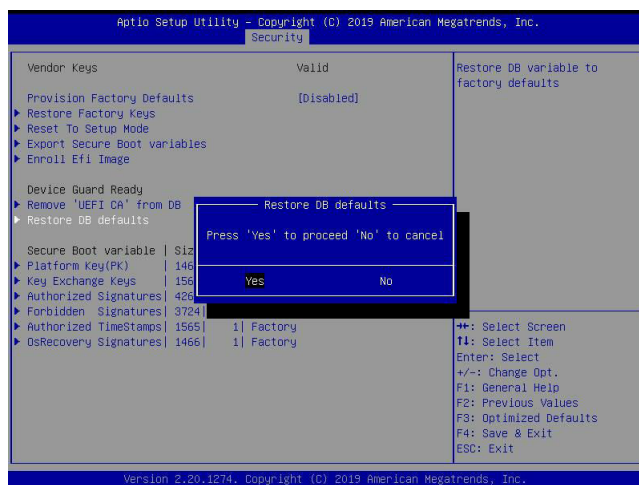 Aptio Setup Utility – Copyright (C) 2019 American Megatrends, Inc.
Security
Vendor Keys Valid
Provision Factory Defaults [Disabled]
Restore Factory Keys
Reset To Setup Mode
Export Secure Boot variables
Enroll Efi Image
Device Guard Ready
Remove 'UEFI CA' from DB
Restore DB defaults
Secure Boot variable | Siz
Platform Key(PK) | 146
Key Exchange Keys | 156
Authorized Signatures| 426
Forbidden Signatures| 3724|
Authorized TimeStamps| 1565| 1| Factory
OsRecovery Signatures| 1466| 1| Factory
Restore DB defaults
Press 'Yes' to proceed 'No' to cancel
Yes No
Restore DB variable to
factory defaults
→←: Select Screen
↑↓: Select Item
Enter: Select
+/-: Change Opt.
F1: General Help
F2: Previous Values
F3: Optimized Defaults
F4: Save & Exit
ESC: Exit
Version 2.20.1274. Copyright (C) 2019 American Megatrends, Inc.